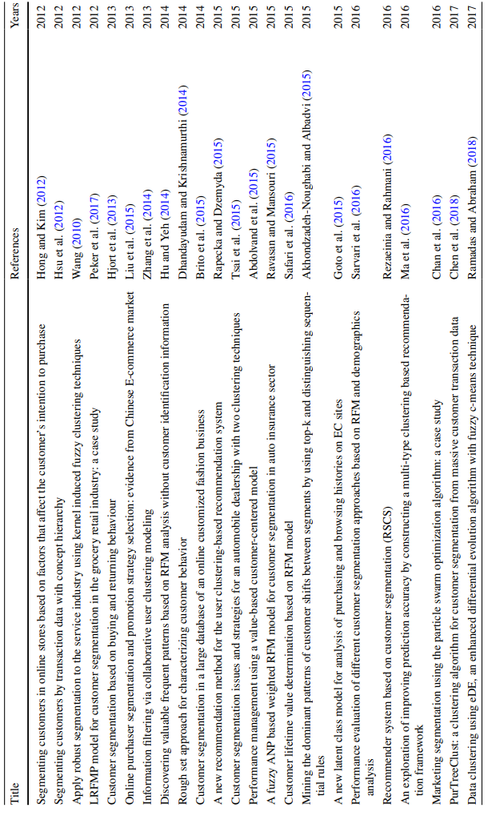 Title References Years
Segmenting customers in online stores based on factors that affect the customer's intention to purchase Hong and Kim (2012) 2012
Segmenting customers by transaction data with concept hierarchy Hsu et al. (2012) 2012
Apply robust segmentation to the service industry using kernel induced fuzzy clustering techniques Wang (2010) 2012
LRFMP model for customer segmentation in the grocery retail industry: a case study Peker et al. (2017) 2012
Customer segmentation based on buying and returning behaviour Hjort et al. (2013) 2013
Online purchaser segmentation and promotion strategy selection: evidence from Chinese E-commerce market Liu et al. (2015) 2013
Information filtering via collaborative user clustering modeling Zhang et al. (2014) 2013
Discovering valuable frequent patterns based on RFM analysis without customer identification information Hu and Yeh (2014) 2014
Rough set approach for characterizing customer behavior Dhandayudam and Krishnamurthi (2014) 2014
Customer segmentation in a large database of an online customized fashion business Brito et al. (2015) 2014
A new recommendation method for the user clustering-based recommendation system Rapecka and Dzemyda (2015) 2015
Customer segmentation issues and strategies for an automobile dealership with two clustering techniques Tsai et al. (2015) 2015
Performance management using a value-based customer-centered model Abdolvand et al. (2015) 2015
A fuzzy ANP based weighted RFM model for customer segmentation in auto insurance sector Ravasan and Mansouri (2015) 2015
Customer lifetime value determination based on RFM model Safari et al. (2016) 2015
Mining the dominant patterns of customer shifts between segments by using top-k and distinguishing sequen- Akhondzadeh-Noughabi and Albadvi (2015) 2015
tial rules
A new latent class model for analysis of purchasing and browsing histories on EC sites Goto et al. (2015) 2015
Performance evaluation of different customer segmentation approaches based on RFM and demographics Sarvari et al. (2016) 2016
analysis
Recommender system based on customer segmentation (RSCS) Rezaeinia and Rahmani (2016) 2016
An exploration of improving prediction accuracy by constructing a multi-type clustering based recommenda- Ma et al. (2016) 2016
tion framework
Marketing segmentation using the particle swarm optimization algorithm: a case study Chan et al. (2016) 2016
PurTreeClust: a clustering algorithm for customer segmentation from massive customer transaction data Chen et al. (2018) 2017
Data clustering using eDE, an enhanced differential evolution algorithm with fuzzy c-means technique Ramadas and Abraham (2018) 2017